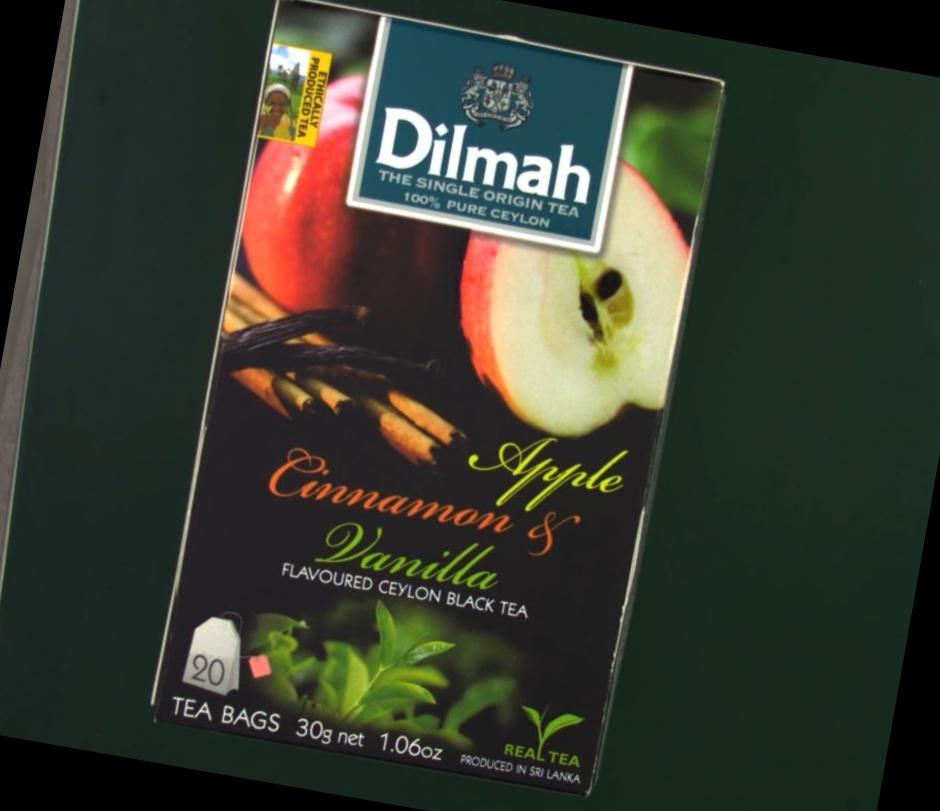 ETHICALLY
PRODUCED TEA
Dilmah
THE SINGLE ORIGIN TEA
100% PURE CEYLON
Apple
Cinnamon &
Vanilla
FLAVOURED CEYLON BLACK TEA
20
TEA BAGS 30g net 1.06oz
REAL TEA
PRODUCED IN SRI LANKA